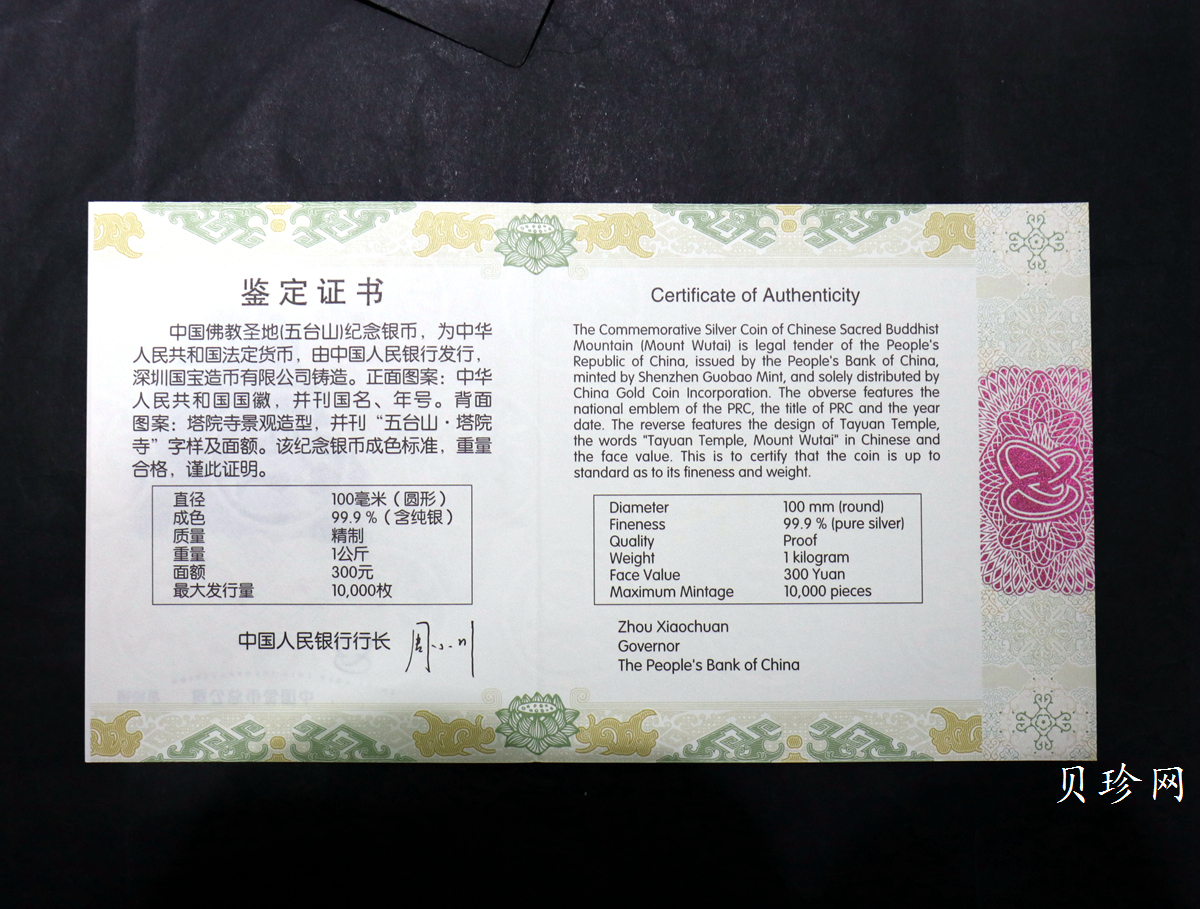 鉴定证书
中国佛教圣地(五台山)纪念银币，为中华
人民共和国法定货币，由中国人民银行发行，
深圳国宝造币有限公司铸造。正面图案：中华
人民共和国国徽，并刊国名、年号。背面
图案：塔院寺景观造型，并刊“五台山·塔院
寺”字样及面额。该纪念银币成色标准，重量
合格，谨此证明。
直径 100毫米（圆形）
成色 99.9％（含纯银）
质量 精制
重量 1公斤
面额 300元
最大发行量 10,000枚
中国人民银行行长 周小川
Certificate of Authenticity
The Commemorative Silver Coin of Chinese Sacred Buddhist
Mountain (Mount Wutai) is legal tender of the People's
Republic of China, issued by the People's Bank of China,
minted by Shenzhen Guobao Mint, and solely distributed by
China Gold Coin Incorporation. The obverse features the
national emblem of the PRC, the title of PRC and the year
date. The reverse features the design of Tayuan Temple,
the words "Tayuan Temple, Mount Wutai" in Chinese and
the face value. This is to certify that the coin is up to
standard as to its fineness and weight.
Diameter 100 mm (round)
Fineness 99.9 % (pure silver)
Quality Proof
Weight 1 kilogram
Face Value 300 Yuan
Maximum Mintage 10,000 pieces
Zhou Xiaochuan
Governor
The People's Bank of China
贝珍网